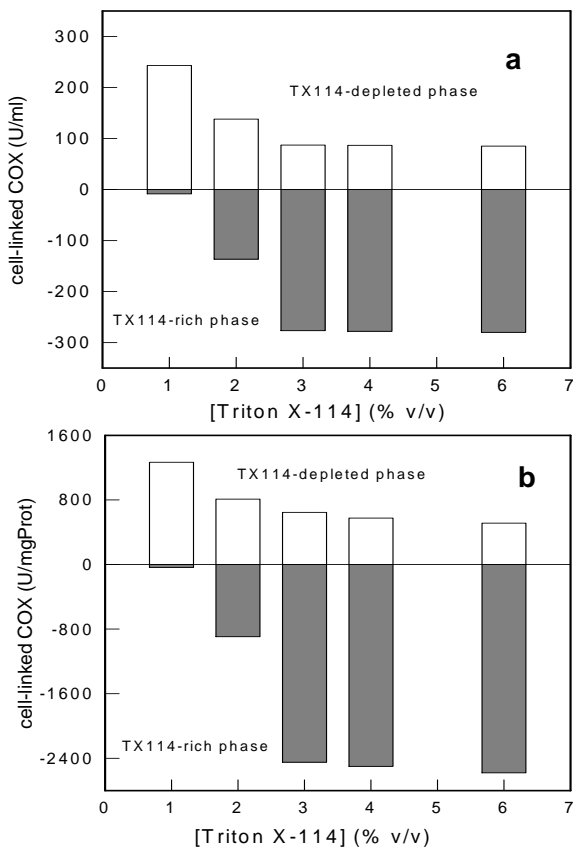 300
200
100
0
-100
-200
-300
cell-linked COX (U/ml)
a
TX114-depleted phase
TX114-rich phase
0 1 2 3 4 5 6 7
[Triton X-114] (% v/v)
1600
800
0
-800
-1600
-2400
cell-linked COX (U/mgProt)
b
TX114-depleted phase
TX114-rich phase
0 1 2 3 4 5 6 7
[Triton X-114] (% v/v)